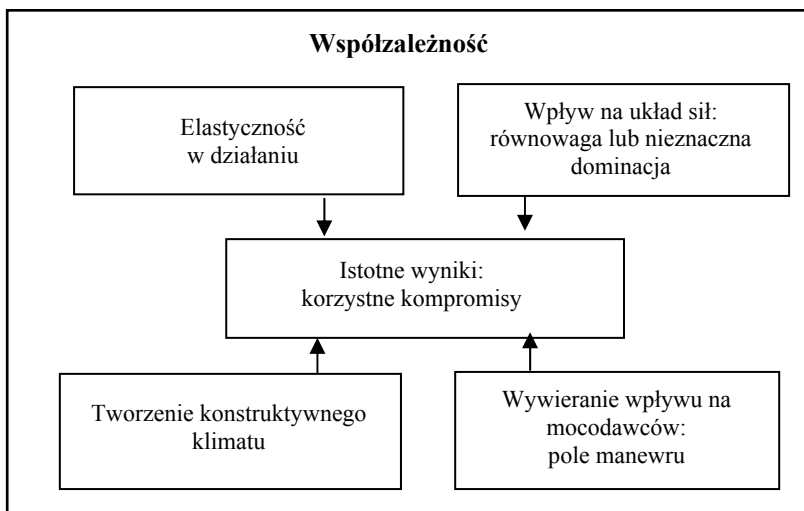 Współzależność
Elastyczność
w działaniu
Wpływ na układ sił:
równowaga lub nieznaczna
dominacja
Istotne wyniki:
korzystne kompromisy
Tworzenie konstruktywnego
klimatu
Wywieranie wpływu na
mocodawców:
pole manewru